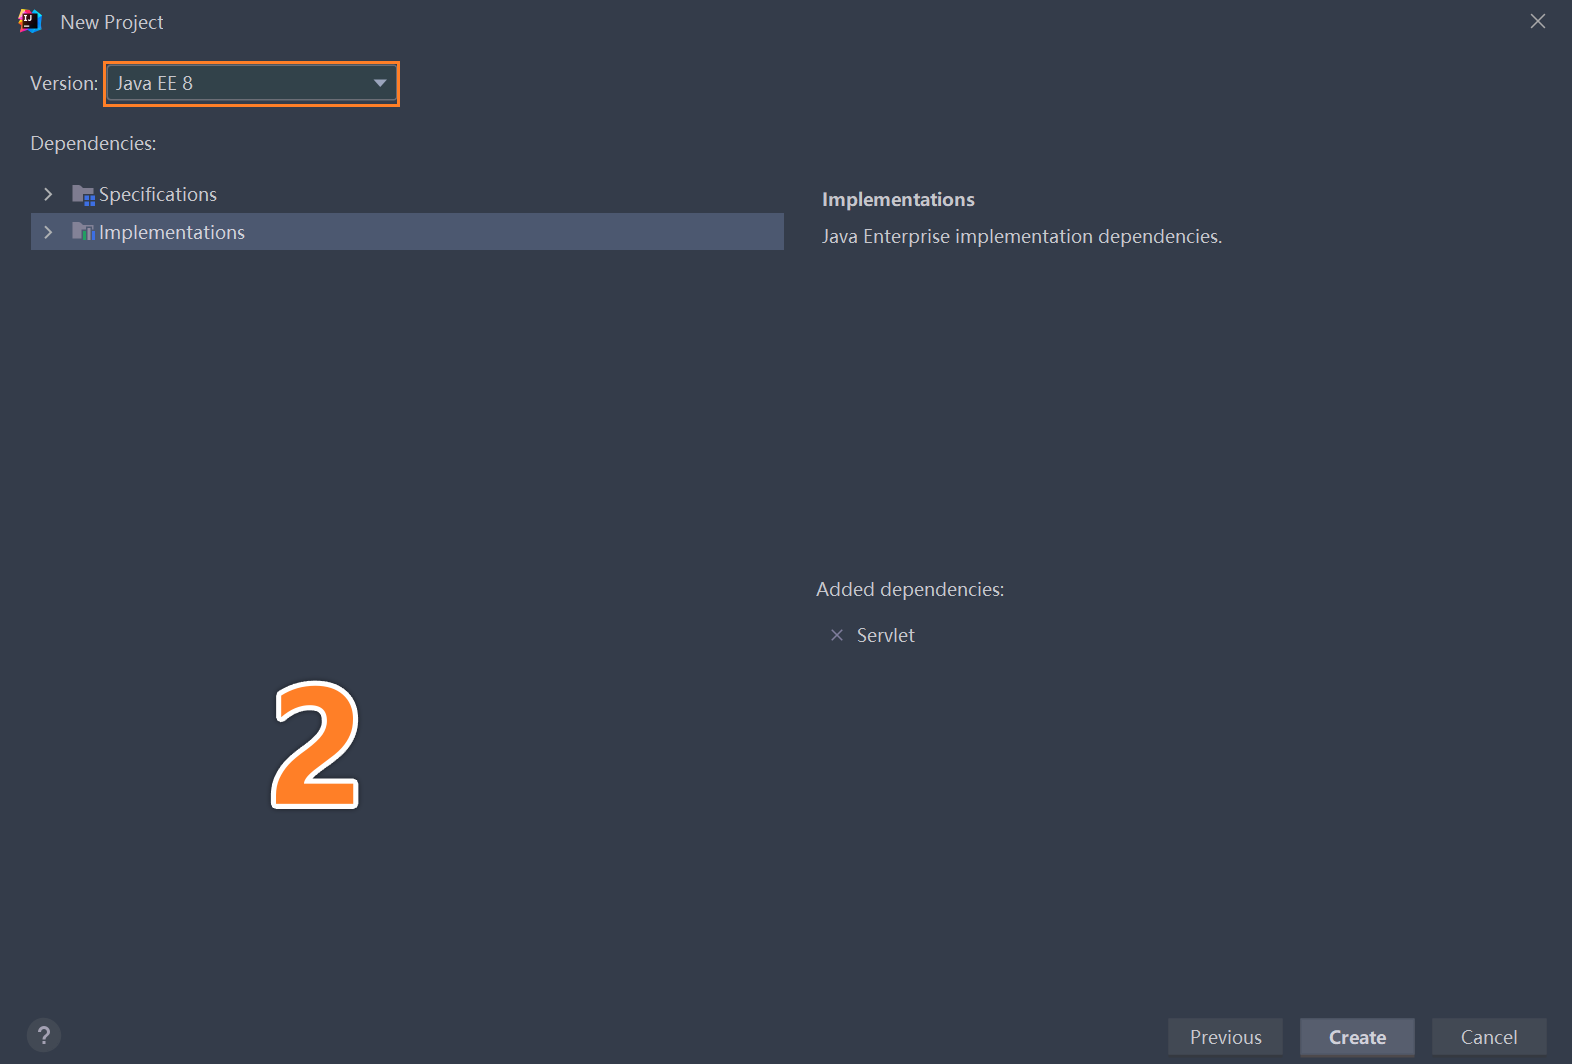 New Project
Version: Java EE 8
Dependencies:
Specifications
Implementations
Implementations
Java Enterprise implementation dependencies.
Added dependencies:
Servlet
2
?
Previous
Create
Cancel